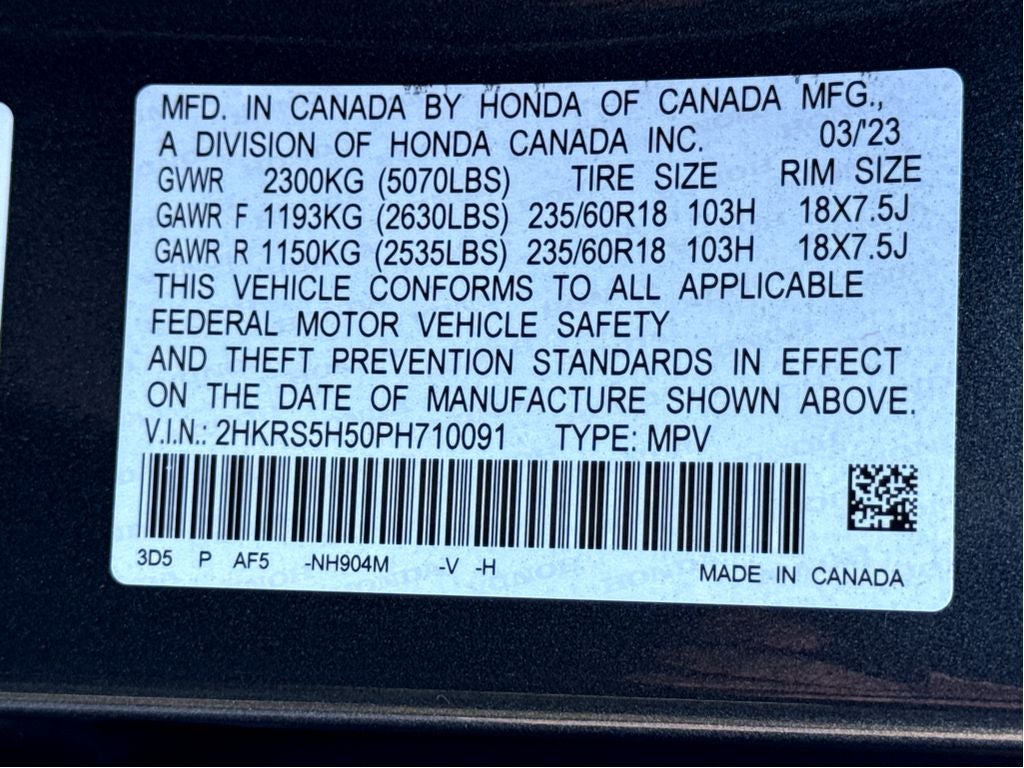 MFD. IN CANADA BY HONDA OF CANADA MFG.,
A DIVISION OF HONDA CANADA INC. 03/'23
GVWR 2300KG (5070LBS) TIRE SIZE RIM SIZE
GAWR F 1193KG (2630LBS) 235/60R18 103H 18X7.5J
GAWR R 1150KG (2535LBS) 235/60R18 103H 18X7.5J
THIS VEHICLE CONFORMS TO ALL APPLICABLE
FEDERAL MOTOR VEHICLE SAFETY
AND THEFT PREVENTION STANDARDS IN EFFECT
ON THE DATE OF MANUFACTURE SHOWN ABOVE.
V.I.N.: 2HKRS5H50PH710091 TYPE: MPV
3D5 P AF5 -NH904M -V -H
MADE IN CANADA